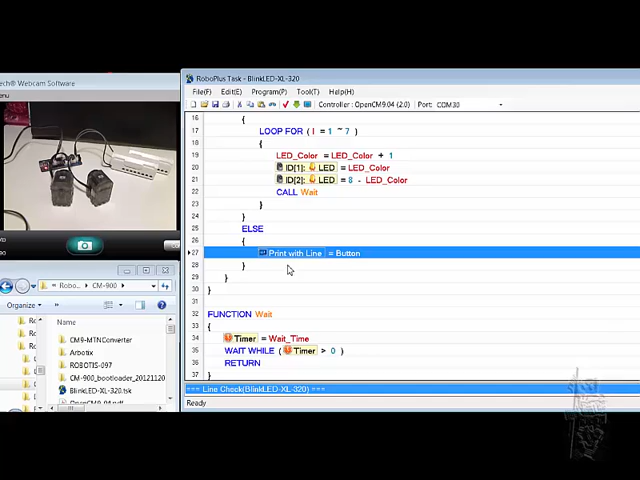 RoboPlus Task - BlinkLED-XL-320
tech® Webcam Software
File(F) Edit(E) Program(P) Tool(T) Help(H)
Menu
Controller : OpenCM9.04 (2.0) Port: COM30
16 {
17 LOOP FOR ( I = 1 ~ 7 )
18 {
19 LED_Color = LED_Color + 1
20 ID[1]: LED = LED_Color
21 ID[2]: LED = 8 - LED_Color
22 CALL Wait
23 }
24 }
25 ELSE
26 {
27 Print with Line = Button
28 }
29 }
30 }
31
32 FUNCTION Wait
33 {
34 Timer = Wait_Time
35 WAIT WHILE ( Timer > 0 )
36 RETURN
37 }
=== Line Check(BlinkLED-XL-320) ===
Ready
« Robo... ▸ CM-900 ▸
Organize
Name
CM9-MTNConverter
Arbotix
ROBOTIS-097
CM-900_bootloader_20121120
BlinkLED-XL-320.tsk
OpenCM9.04.pdf